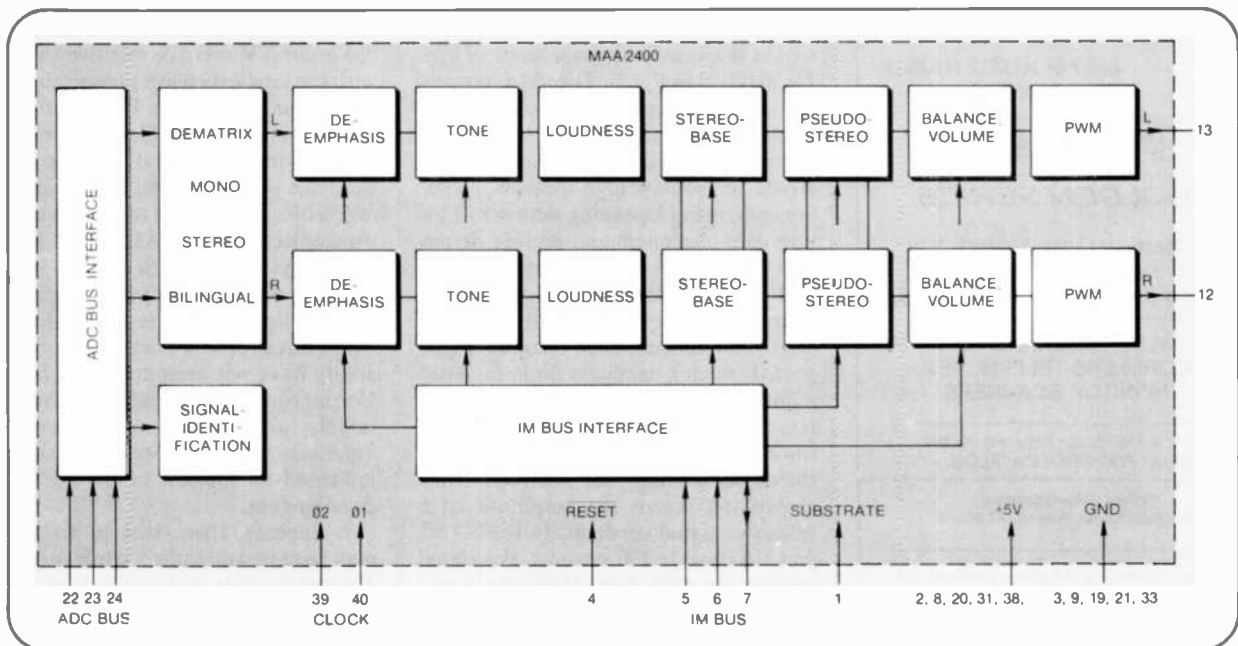 MAA2400
ADC BUS INTERFACE
DEMATRIX
MONO
STEREO
BILINGUAL
L
R
DE-
EMPHASIS
TONE
LOUDNESS
STEREO-
BASE
PSEUDO-
STEREO
BALANCE,
VOLUME
PWM
L
13
DE-
EMPHASIS
TONE
LOUDNESS
STEREO-
BASE
PSEUDO-
STEREO
BALANCE,
VOLUME
PWM
R
12
SIGNAL-
IDENTI-
FICATION
IM BUS INTERFACE
02 01
RESET
SUBSTRATE
+5V
GND
22 23 24
39 40
4
5 6 7
1
2, 8, 20, 31, 38,
3, 9, 19, 21, 33
ADC BUS
CLOCK
IM BUS